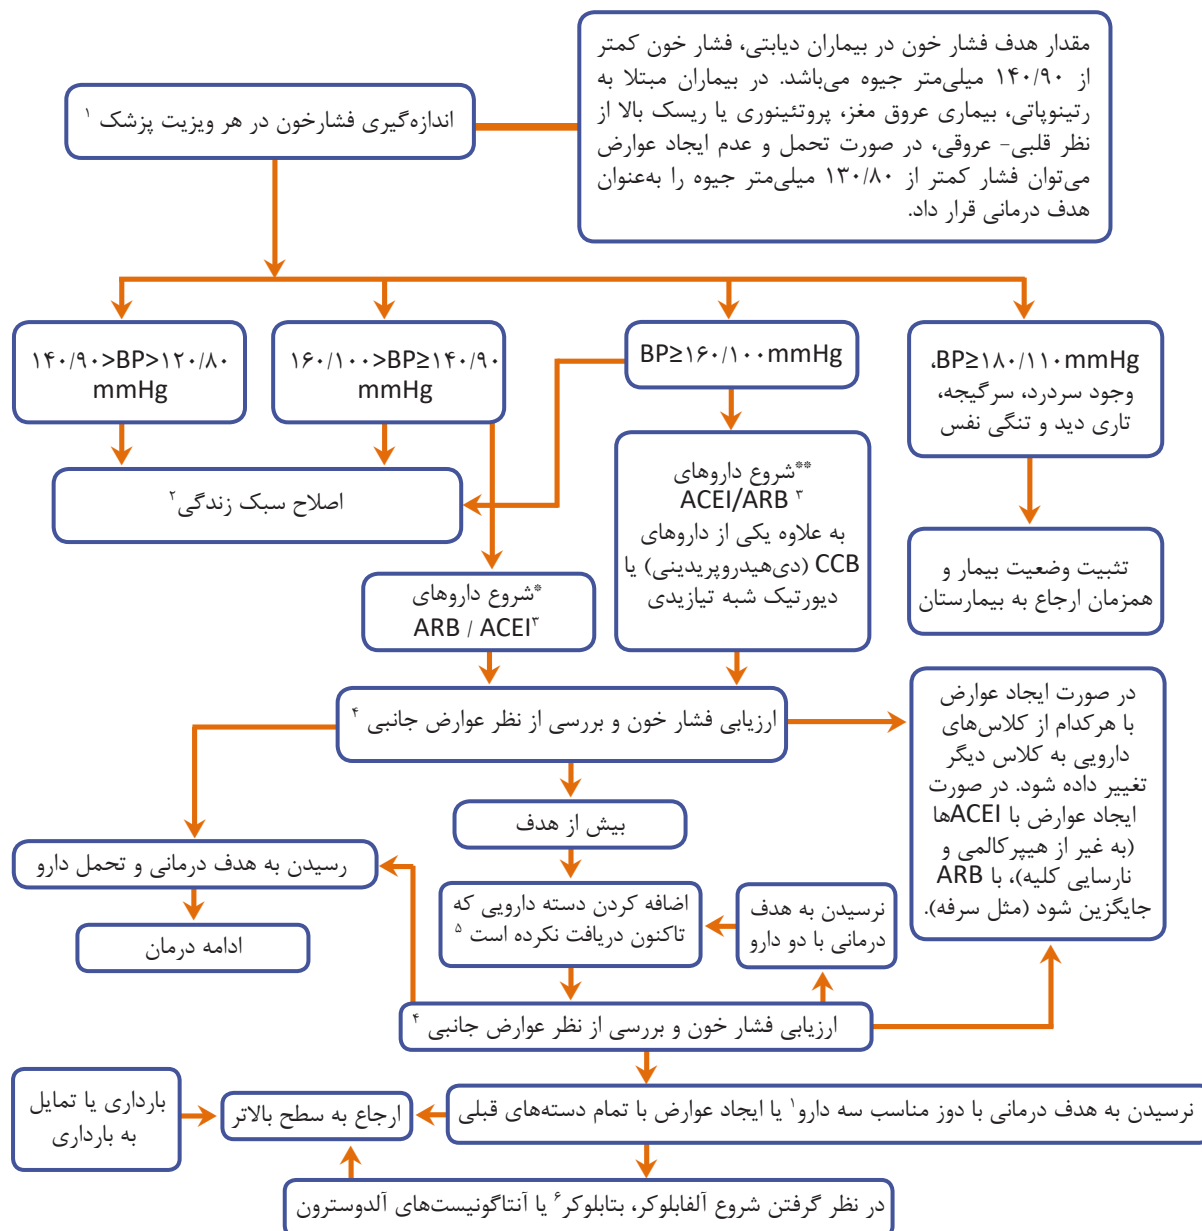 مقدار هدف فشار خون در بیماران دیابتی، فشار خون کمتر
از ۱۴۰/۹۰ میلی‌متر جیوه می‌باشد. در بیماران مبتلا به
رتینوپاتی، بیماری عروق مغز، پروتئینوری یا ریسک بالا از
نظر قلبی- عروقی، در صورت تحمل و عدم ایجاد عوارض
می‌توان فشار کمتر از ۱۳۰/۸۰ میلی‌متر جیوه را به‌عنوان
هدف درمانی قرار داد.
اندازه‌گیری فشارخون در هر ویزیت پزشک ۱
BP≥۱۸۰/۱۱۰mmHg،
وجود سردرد، سرگیجه،
تاری دید و تنگی نفس
BP≥۱۶۰/۱۰۰mmHg
۱۶۰/۱۰۰>BP≥۱۴۰/۹۰
mmHg
۱۴۰/۹۰>BP>۱۲۰/۸۰
mmHg
اصلاح سبک زندگی۲
**شروع داروهای
ACEI/ARB ۳
به علاوه یکی از داروهای
CCB (دی‌هیدروپریدینی) یا
دیورتیک شبه تیازیدی
تثبیت وضعیت بیمار و
همزمان ارجاع به بیمارستان
*شروع داروهای
ARB / ACEI۳
ارزیابی فشار خون و بررسی از نظر عوارض جانبی ۴
در صورت ایجاد عوارض
با هرکدام از کلاس‌های
دارویی به کلاس دیگر
تغییر داده شود. در صورت
ایجاد عوارض با ACEIها
(به غیر از هیپرکالمی و
نارسایی کلیه)، با ARB
جایگزین شود (مثل سرفه).
بیش از هدف
رسیدن به هدف درمانی و تحمل دارو
ادامه درمان
اضافه کردن دسته دارویی که
تاکنون دریافت نکرده است ۵
نرسیدن به هدف
درمانی با دو دارو
ارزیابی فشار خون و بررسی از نظر عوارض جانبی ۴
نرسیدن به هدف درمانی با دوز مناسب سه دارو۱ یا ایجاد عوارض با تمام دسته‌های قبلی
ارجاع به سطح بالاتر
بارداری یا تمایل
به بارداری
در نظر گرفتن شروع آلفابلوکر، بتابلوکر۶ یا آنتاگونیست‌های آلدوسترون